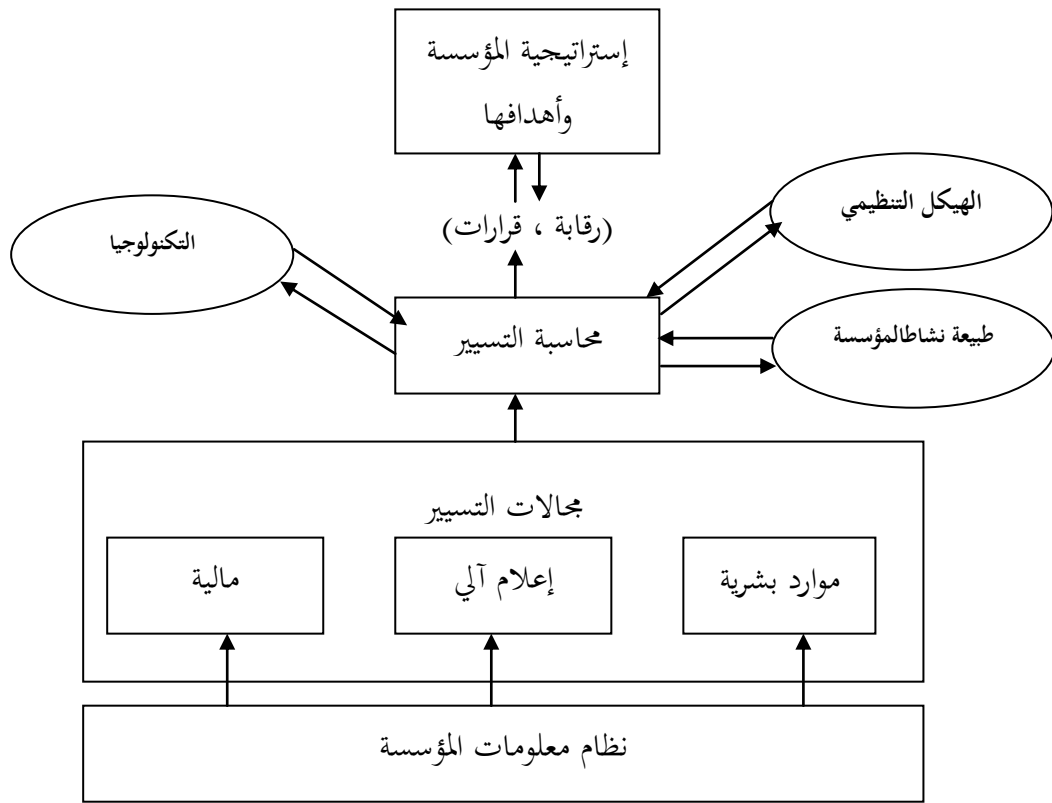 إستراتيجية المؤسسة
وأهدافها
(رقابة ، قرارات)
الهيكل التنظيمي
التكنولوجيا
محاسبة التسيير
طبيعة نشاطالمؤسسة
مجالات التسيير
موارد بشرية
إعلام آلي
مالية
نظام معلومات المؤسسة